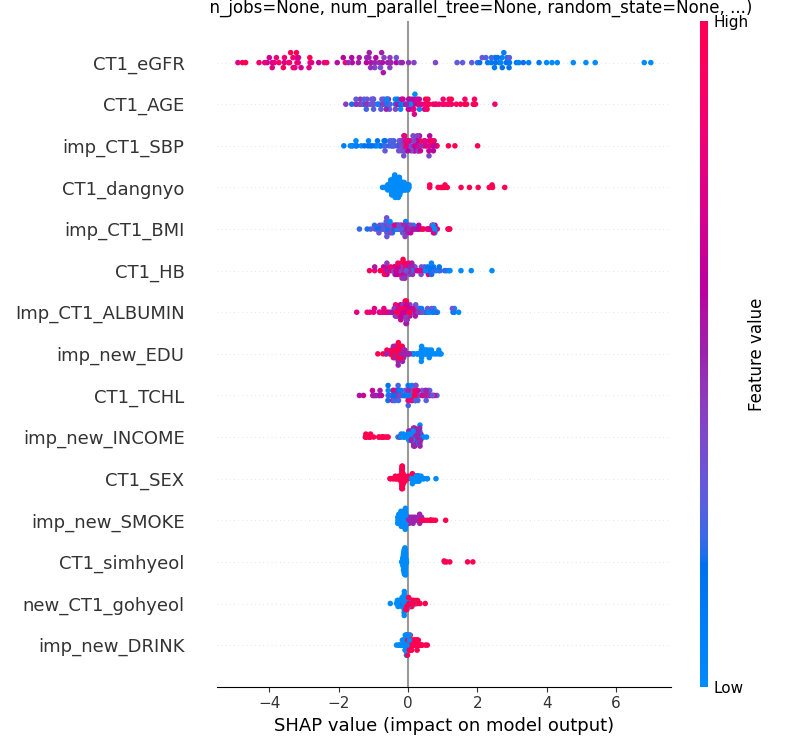 n_jobs=None, num_parallel_tree=None, random_state=None, ...)
High
CT1_eGFR
CT1_AGE
imp_CT1_SBP
CT1_dangnyo
imp_CT1_BMI
CT1_HB
Imp_CT1_ALBUMIN
imp_new_EDU
CT1_TCHL
imp_new_INCOME
CT1_SEX
imp_new_SMOKE
CT1_simhyeol
new_CT1_gohyeol
imp_new_DRINK
Feature value
Low
−4 −2 0 2 4 6
SHAP value (impact on model output)